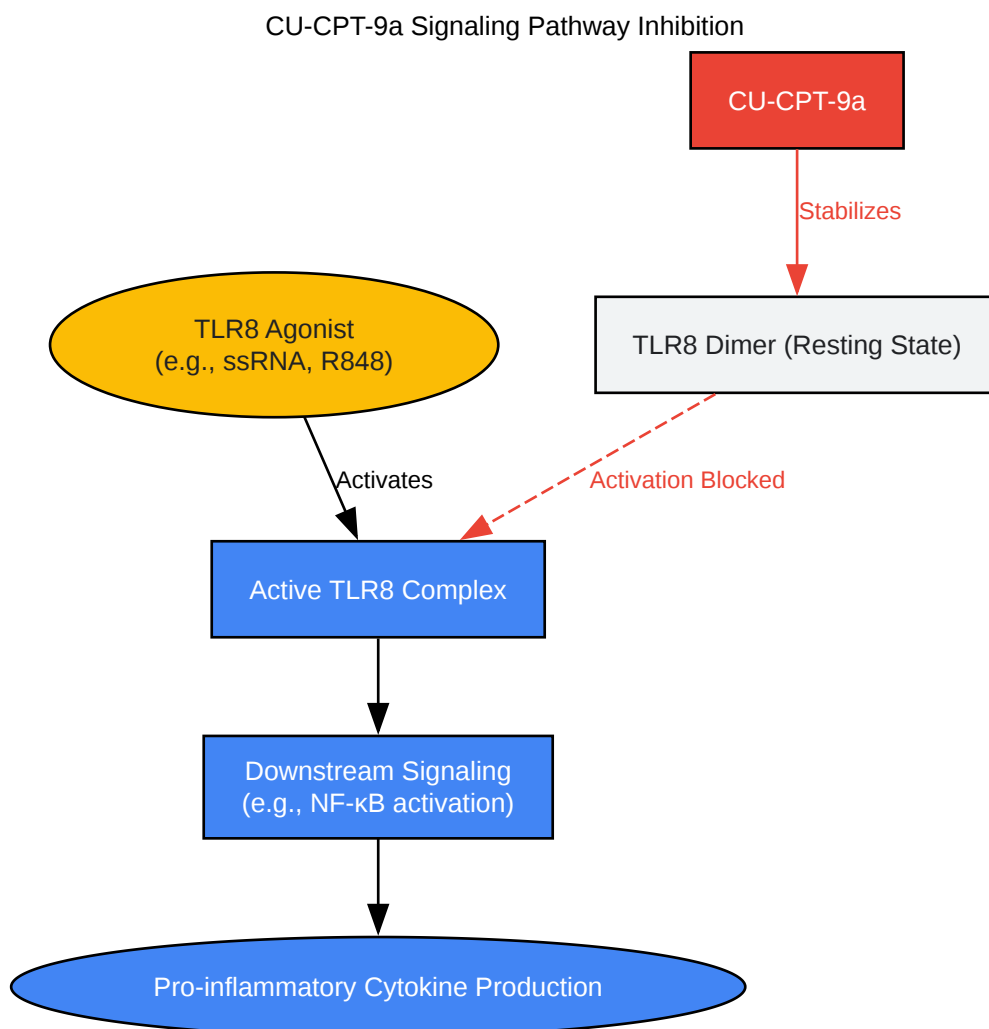 CU-CPT-9a Signaling Pathway Inhibition
CU-CPT-9a
Stabilizes
TLR8 Agonist
(e.g., ssRNA, R848)
TLR8 Dimer (Resting State)
Activates
Activation Blocked
Active TLR8 Complex
Downstream Signaling
(e.g., NF-κB activation)
Pro-inflammatory Cytokine Production